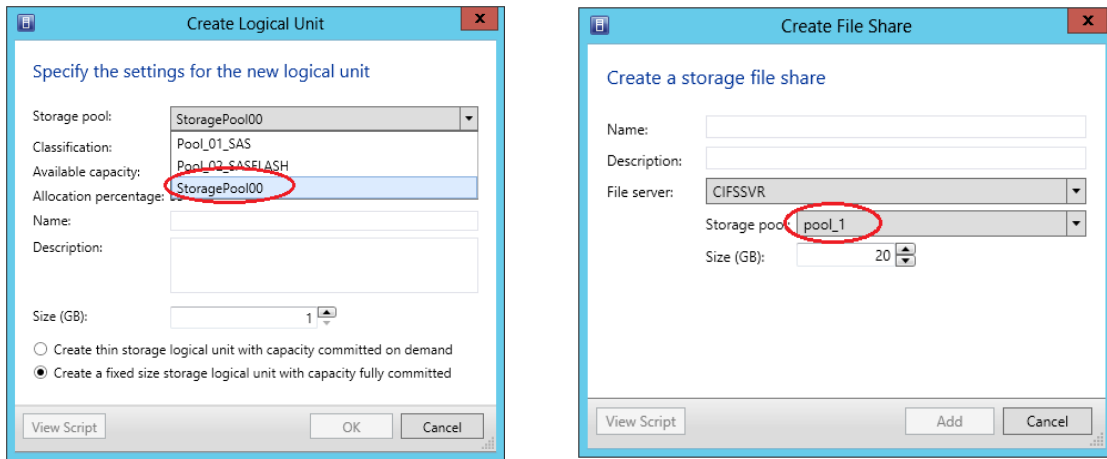 Create Logical Unit
x
Specify the settings for the new logical unit
Storage pool: StoragePool00
Classification: Pool_01_SAS
Available capacity: Pool_02_SASFLASH
Allocation percentage: StoragePool00
Name:
Description:
Size (GB): 1
Create thin storage logical unit with capacity committed on demand
Create a fixed size storage logical unit with capacity fully committed
View Script OK Cancel
Create File Share
x
Create a storage file share
Name:
Description:
File server: CIFSSVR
Storage pool: pool_1
Size (GB): 20
View Script Add Cancel